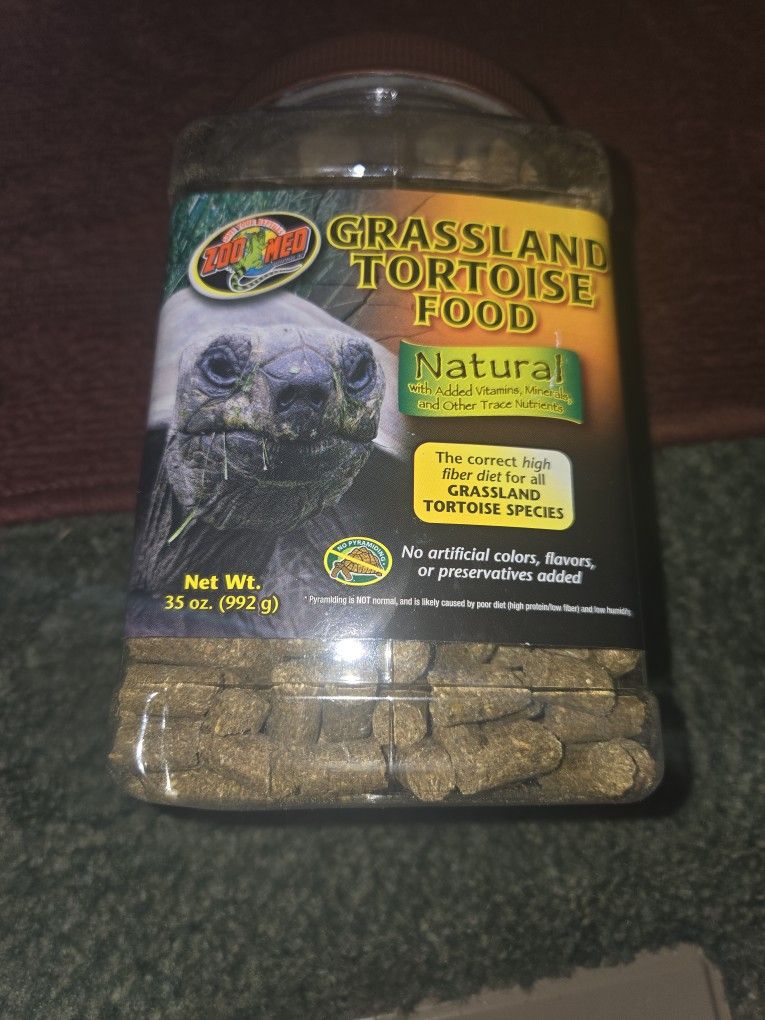 ZOO MED
GRASSLAND
TORTOISE
FOOD
Natural
with Added Vitamins, Minerals,
and Other Trace Nutrients
The correct high
fiber diet for all
GRASSLAND
TORTOISE SPECIES
NO PYRAMIDING*
No artificial colors, flavors,
or preservatives added
Net Wt.
35 oz. (992 g)
* Pyramiding is NOT normal, and is likely caused by poor diet (high protein/low fiber) and low humidity.